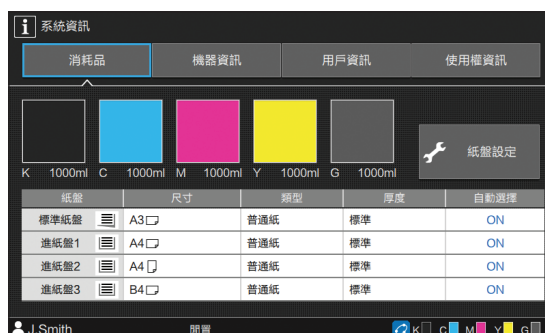 i 系統資訊
消耗品 機器資訊 用戶資訊 使用權資訊
K 1000ml C 1000ml M 1000ml Y 1000ml G 1000ml
紙盤設定
紙盤 尺寸 類型 厚度 自動選擇
標準紙盤 A3 普通紙 標準 ON
進紙盤1 A4 普通紙 標準 ON
進紙盤2 A4 普通紙 標準 ON
進紙盤3 B4 普通紙 標準 ON
J.Smith 閒置 K C M Y G